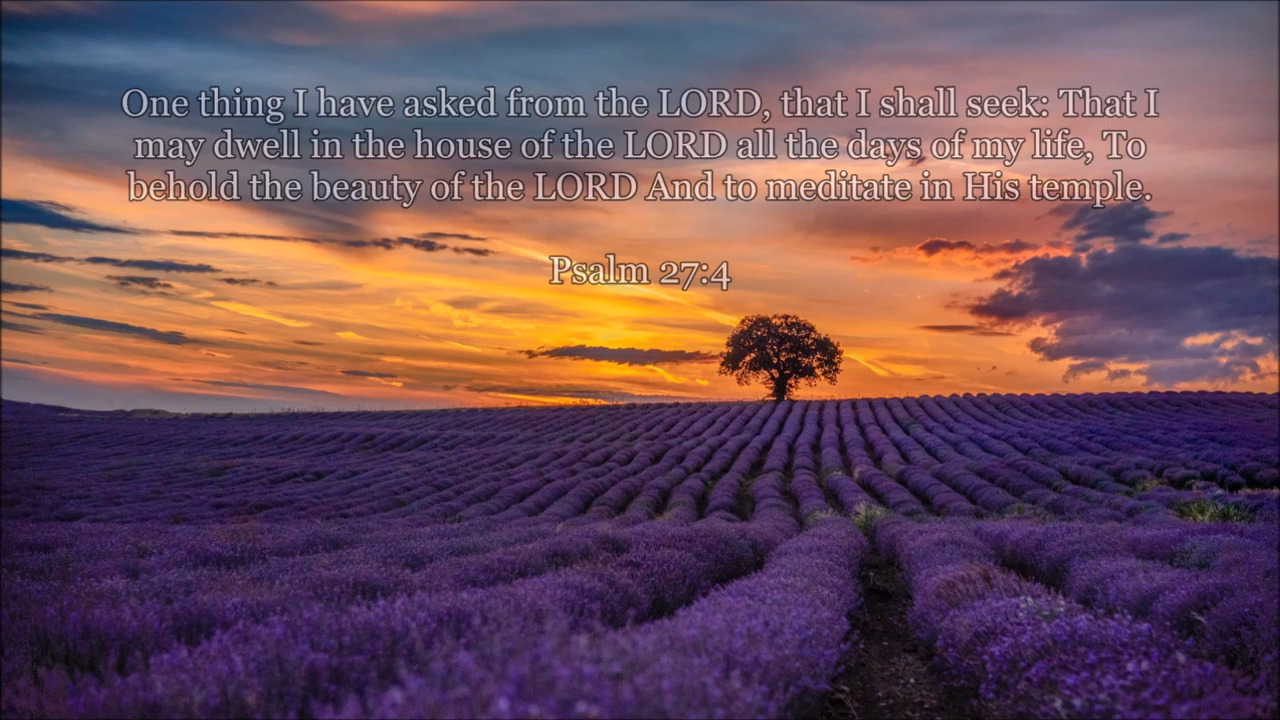 One thing I have asked from the LORD, that I shall seek: That I
may dwell in the house of the LORD all the days of my life, To
behold the beauty of the LORD And to meditate in His temple.
Psalm 27:4